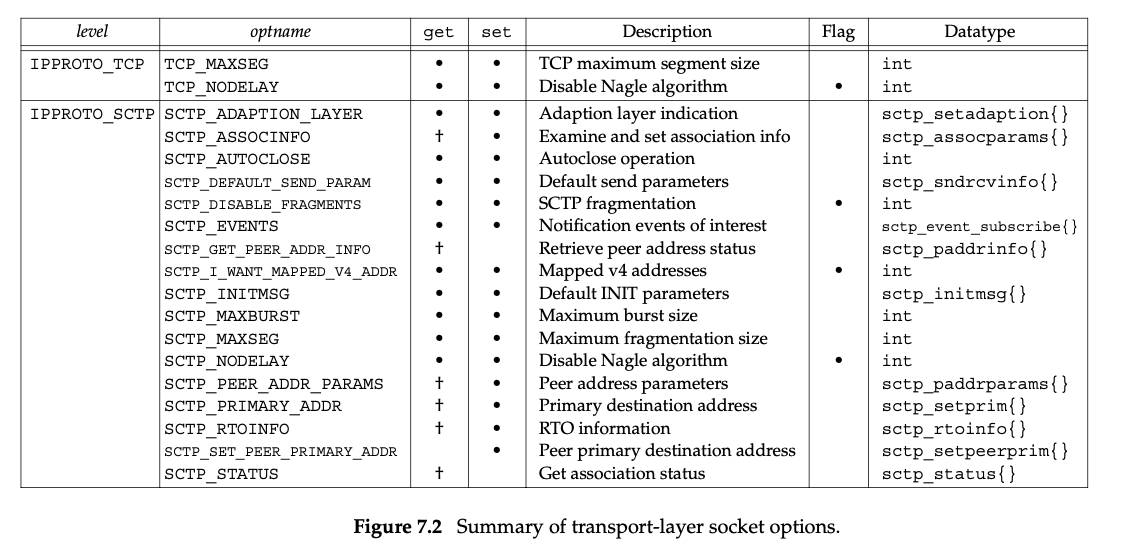 level optname get set Description Flag Datatype
IPPROTO_TCP TCP_MAXSEG • • TCP maximum segment size int
TCP_NODELAY • • Disable Nagle algorithm • int
IPPROTO_SCTP SCTP_ADAPTION_LAYER • • Adaption layer indication sctp_setadaption{}
SCTP_ASSOCINFO † • Examine and set association info sctp_assocparams{}
SCTP_AUTOCLOSE • • Autoclose operation int
SCTP_DEFAULT_SEND_PARAM • • Default send parameters sctp_sndrcvinfo{}
SCTP_DISABLE_FRAGMENTS • • SCTP fragmentation • int
SCTP_EVENTS • • Notification events of interest sctp_event_subscribe{}
SCTP_GET_PEER_ADDR_INFO † Retrieve peer address status sctp_paddrinfo{}
SCTP_I_WANT_MAPPED_V4_ADDR • • Mapped v4 addresses • int
SCTP_INITMSG • • Default INIT parameters sctp_initmsg{}
SCTP_MAXBURST • • Maximum burst size int
SCTP_MAXSEG • • Maximum fragmentation size int
SCTP_NODELAY • • Disable Nagle algorithm • int
SCTP_PEER_ADDR_PARAMS † • Peer address parameters sctp_paddrparams{}
SCTP_PRIMARY_ADDR † • Primary destination address sctp_setprim{}
SCTP_RTOINFO † • RTO information sctp_rtoinfo{}
SCTP_SET_PEER_PRIMARY_ADDR • Peer primary destination address sctp_setpeerprim{}
SCTP_STATUS † Get association status sctp_status{}
Figure 7.2 Summary of transport-layer socket options.